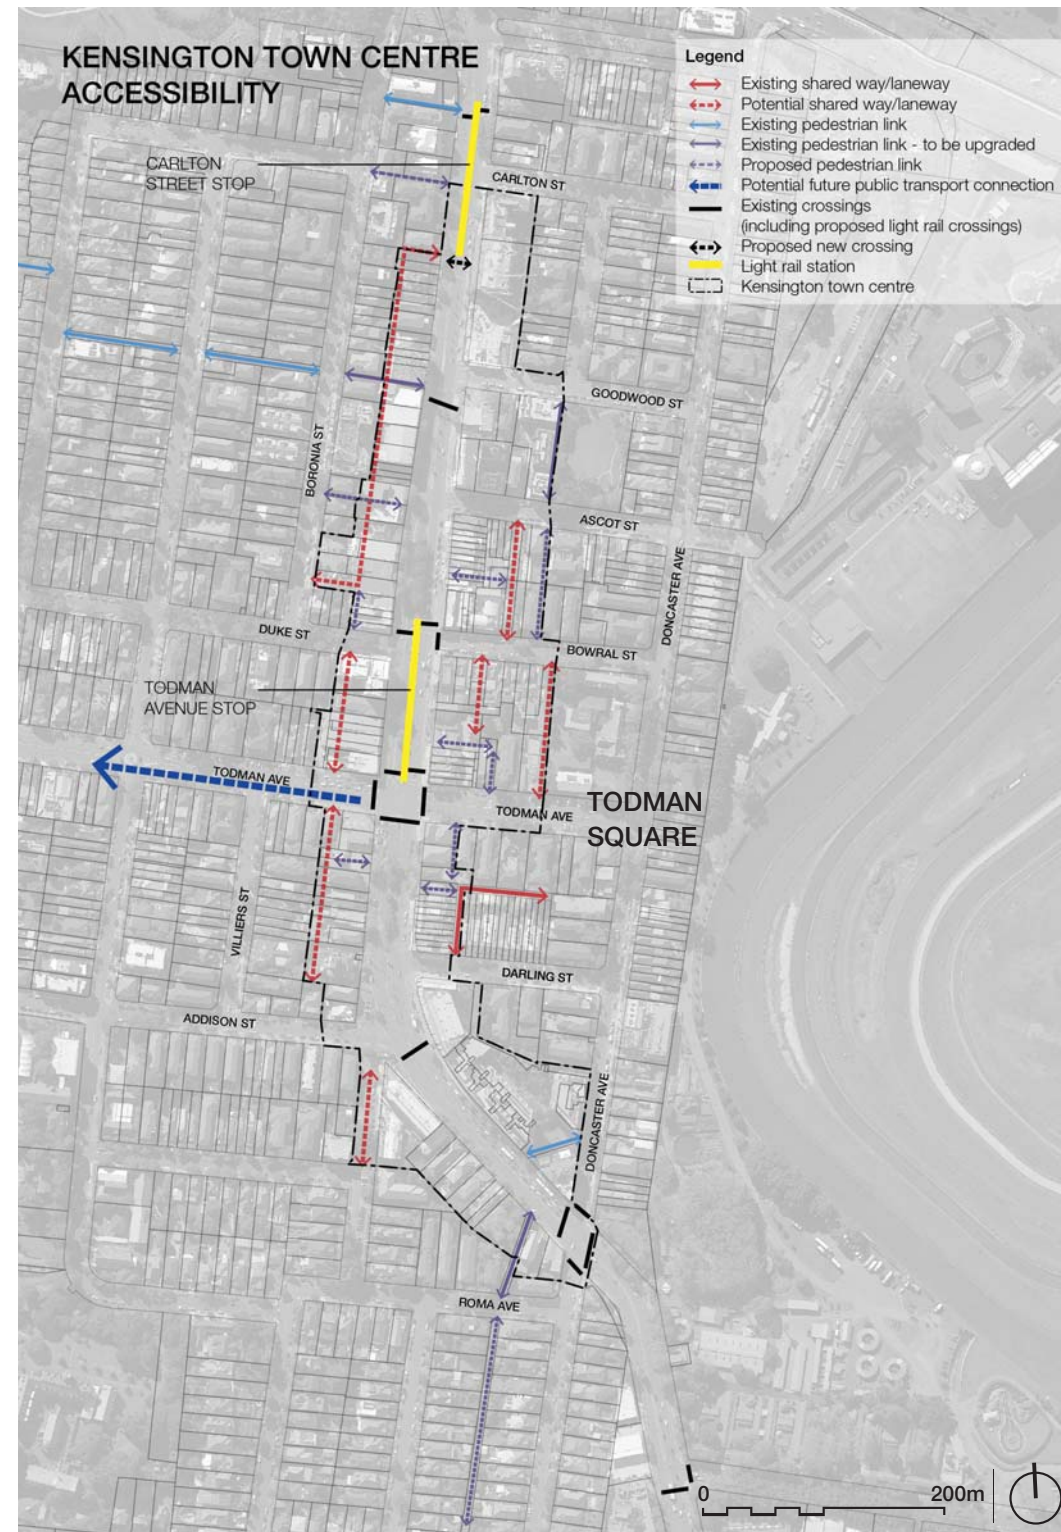 KENSINGTON TOWN CENTRE
ACCESSIBILITY
Legend
Existing shared way/laneway
Potential shared way/laneway
Existing pedestrian link
Existing pedestrian link - to be upgraded
Proposed pedestrian link
Potential future public transport connection
Existing crossings
(including proposed light rail crossings)
Proposed new crossing
Light rail station
Kensington town centre
CARLTON
STREET STOP
CARLTON ST
GOODWOOD ST
BORONIA ST
ASCOT ST
DONCASTER AVE
DUKE ST
BOWRAL ST
TODMAN
AVENUE STOP
TODMAN AVE
TODMAN AVE
TODMAN
SQUARE
VILLIERS ST
DARLING ST
ADDISON ST
DONCASTER AVE
ROMA AVE
0
200m